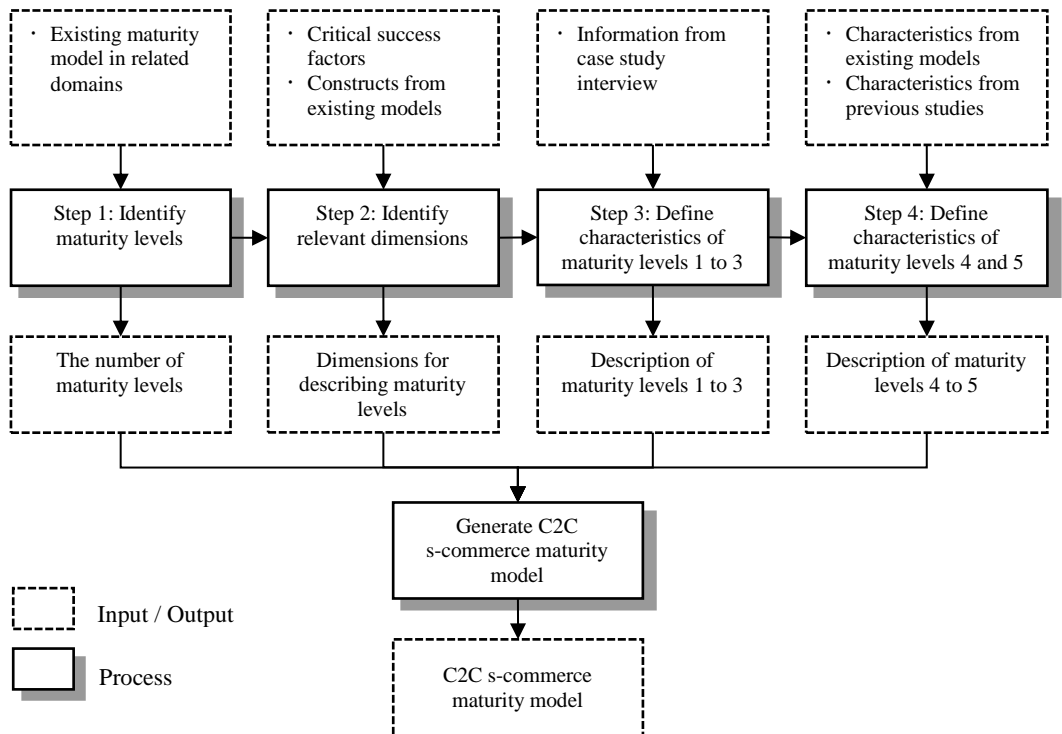 · Existing maturity
model in related
domains
· Critical success
factors
· Constructs from
existing models
· Information from
case study
interview
· Characteristics from
existing models
· Characteristics from
previous studies
Step 1: Identify
maturity levels
Step 2: Identify
relevant dimensions
Step 3: Define
characteristics of
maturity levels 1 to 3
Step 4: Define
characteristics of
maturity levels 4 and 5
The number of
maturity levels
Dimensions for
describing maturity
levels
Description of
maturity levels 1 to 3
Description of maturity
levels 4 to 5
Generate C2C
s-commerce maturity
model
Input / Output
Process
C2C s-commerce
maturity model